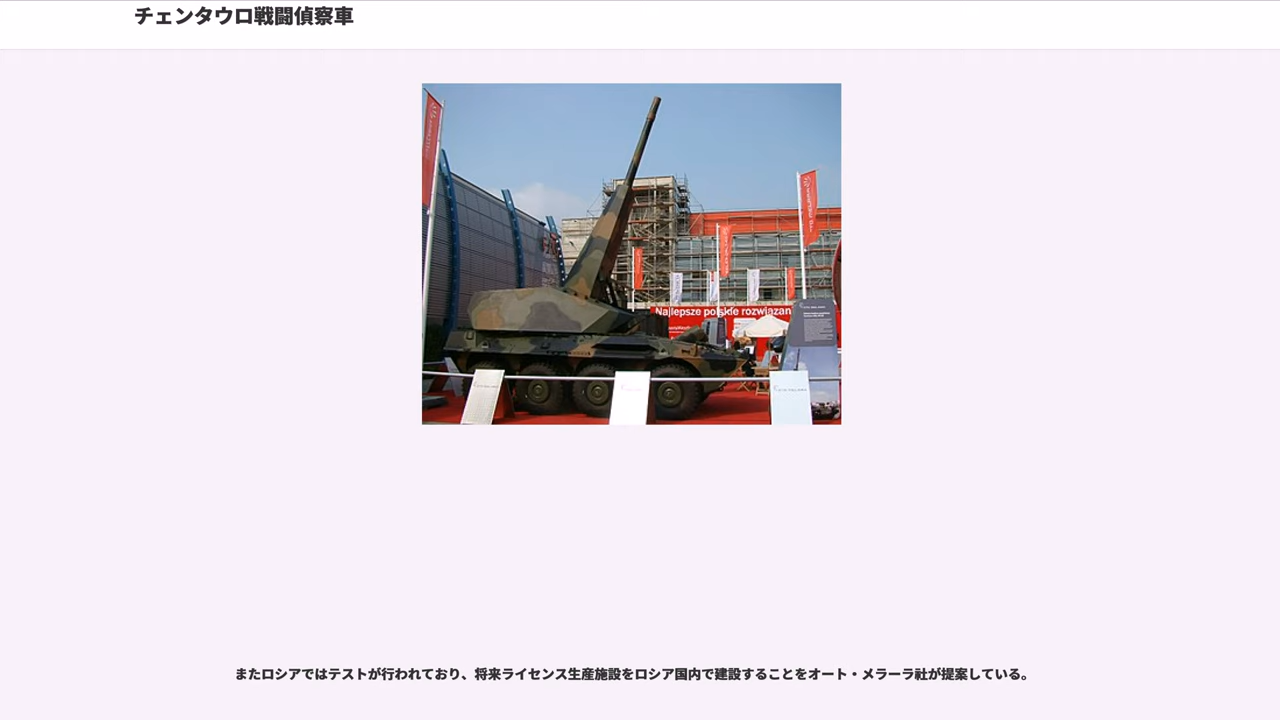 チェンタウロ戦闘偵察車
Najlepsze polskie rozwiązan
またロシアではテストが行われており、将来ライセンス生産施設をロシア国内で建設することをオート・メラーラ社が提案している。